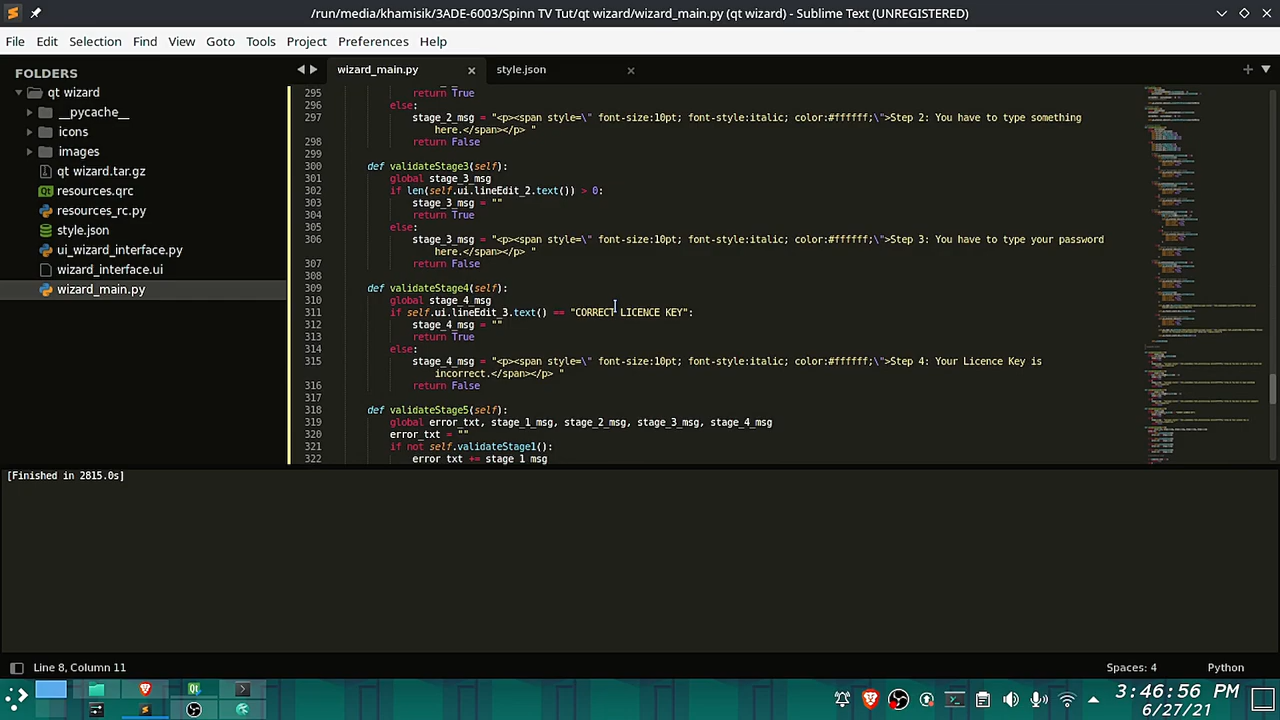 /run/media/khamisik/3ADE-6003/Spinn TV Tut/qt wizard/wizard_main.py (qt wizard) - Sublime Text (UNREGISTERED)
File Edit Selection Find View Goto Tools Project Preferences Help
FOLDERS
qt wizard
__pycache__
icons
images
qt wizard.tar.gz
resources.qrc
resources_rc.py
style.json
ui_wizard_interface.py
wizard_interface.ui
wizard_main.py
wizard_main.py style.json
295 return True
296 else:
297 stage_2_msg = "<p><span style=\" font-size:10pt; font-style:italic; color:#ffffff;\">Step 2: You have to type something
here.</span></p> "
298 return False
299
300 def validateStage3(self):
301 global stage_3_msg
302 if len(self.ui.lineEdit_2.text()) > 0:
303 stage_3_msg = ""
304 return True
305 else:
306 stage_3_msg = "<p><span style=\" font-size:10pt; font-style:italic; color:#ffffff;\">Step 3: You have to type your password
here.</span></p> "
307 return False
308
309 def validateStage4(self):
310 global stage_4_msg
311 if self.ui.lineEdit_3.text() == "CORRECT LICENCE KEY":
312 stage_4_msg = ""
313 return True
314 else:
315 stage_4_msg = "<p><span style=\" font-size:10pt; font-style:italic; color:#ffffff;\">Step 4: Your Licence Key is
incorrect.</span></p> "
316 return False
317
318 def validateStage5(self):
319 global error_txt, stage_1_msg, stage_2_msg, stage_3_msg, stage_4_msg
320 error_txt = ""
321 if not self.validateStage1():
322 error_txt += stage_1_msg
[Finished in 2815.0s]
Line 8, Column 11
Spaces: 4
Python
3:46:56 PM
6/27/21